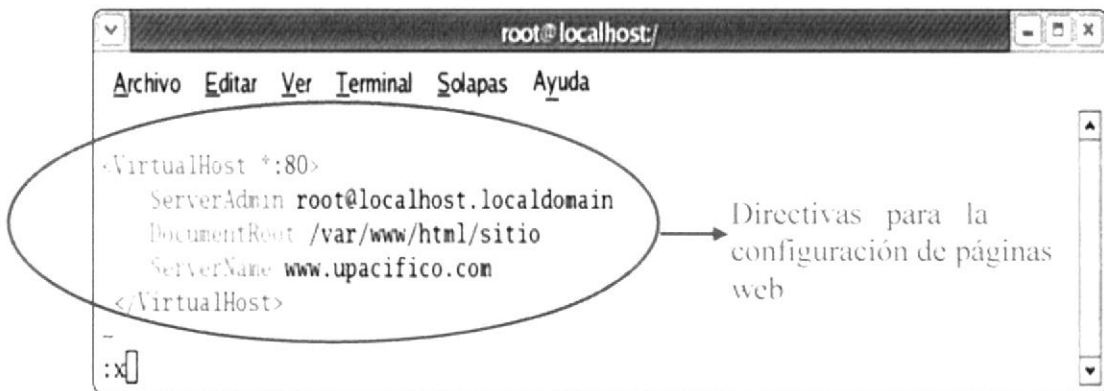 root@localhost:/
Archivo Editar Ver Terminal Solapas Ayuda
<VirtualHost *:80>
ServerAdmin root@localhost.localdomain
DocumentRoot /var/www/html/sitio
ServerName www.upacifico.com
</VirtualHost>
~
:x
Directivas para la
configuración de páginas
web